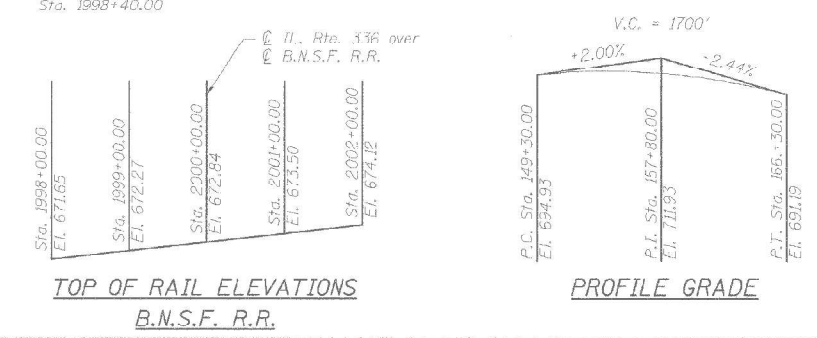 Sta. 1998+40.00
℄ IL. Rte. 336 over
℄ B.N.S.F. R.R.
Sta. 1998+00.00
El. 671.65
Sta. 1999+00.00
El. 672.27
Sta. 2000+00.00
El. 672.84
Sta. 2001+00.00
El. 673.50
Sta. 2002+00.00
El. 674.12
TOP OF RAIL ELEVATIONS
B.N.S.F. R.R.
V.C. = 1700'
+2.00%
-2.44%
P.C. Sta. 149+30.00
El. 694.93
P.I. Sta. 157+80.00
El. 711.93
P.T. Sta. 166+30.00
El. 691.19
PROFILE GRADE